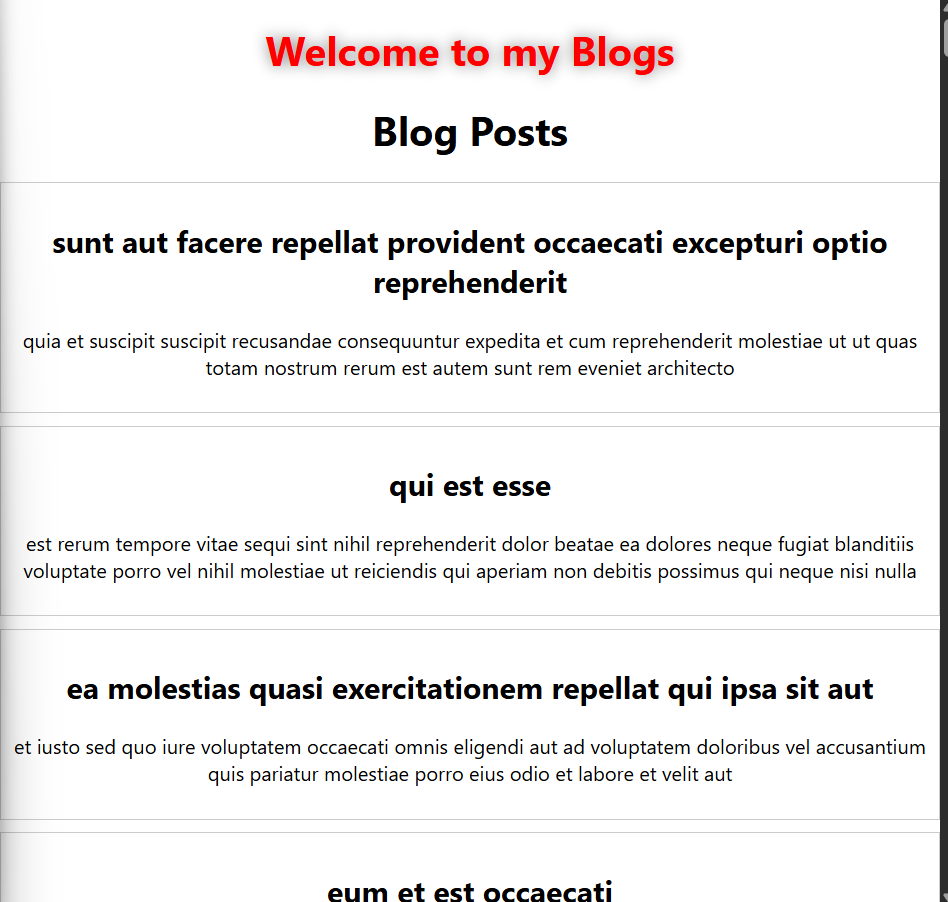 Welcome to my Blogs
Blog Posts
sunt aut facere repellat provident occaecati excepturi optio
reprehenderit
quia et suscipit suscipit recusandae consequuntur expedita et cum reprehenderit molestiae ut ut quas
totam nostrum rerum est autem sunt rem eveniet architecto
qui est esse
est rerum tempore vitae sequi sint nihil reprehenderit dolor beatae ea dolores neque fugiat blanditiis
voluptate porro vel nihil molestiae ut reiciendis qui aperiam non debitis possimus qui neque nisi nulla
ea molestias quasi exercitationem repellat qui ipsa sit aut
et iusto sed quo iure voluptatem occaecati omnis eligendi aut ad voluptatem doloribus vel accusantium
quis pariatur molestiae porro eius odio et labore et velit aut
eum et est occaecati